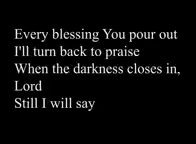 Every blessing You pour out
I'll turn back to praise
When the darkness closes in,
Lord
Still I will say